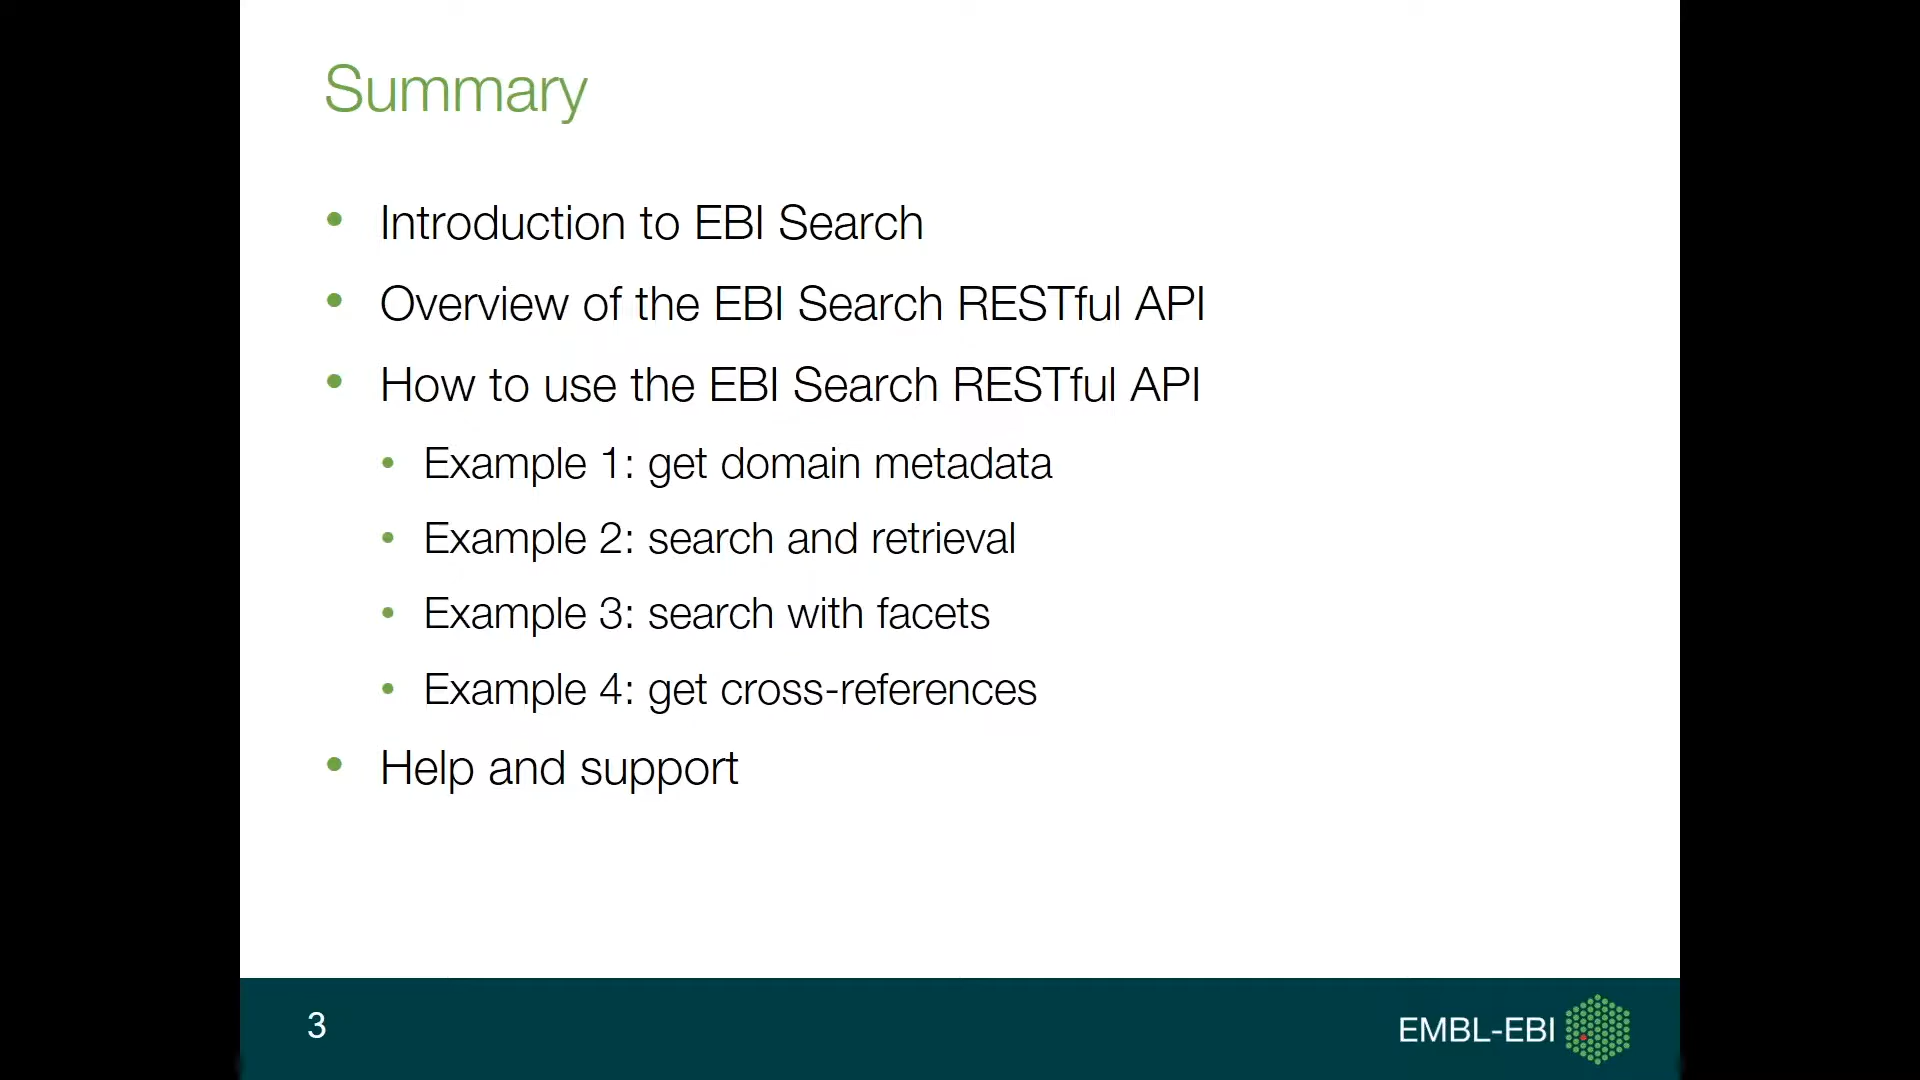 Summary
• Introduction to EBI Search
• Overview of the EBI Search RESTful API
• How to use the EBI Search RESTful API
• Example 1: get domain metadata
• Example 2: search and retrieval
• Example 3: search with facets
• Example 4: get cross-references
• Help and support
3
EMBL-EBI